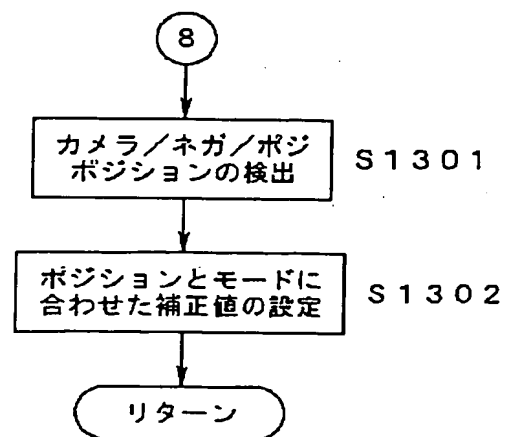 8
カメラ/ネガ/ポジ
ポジションの検出
S1301
ポジションとモードに
合わせた補正値の設定
S1302
リターン